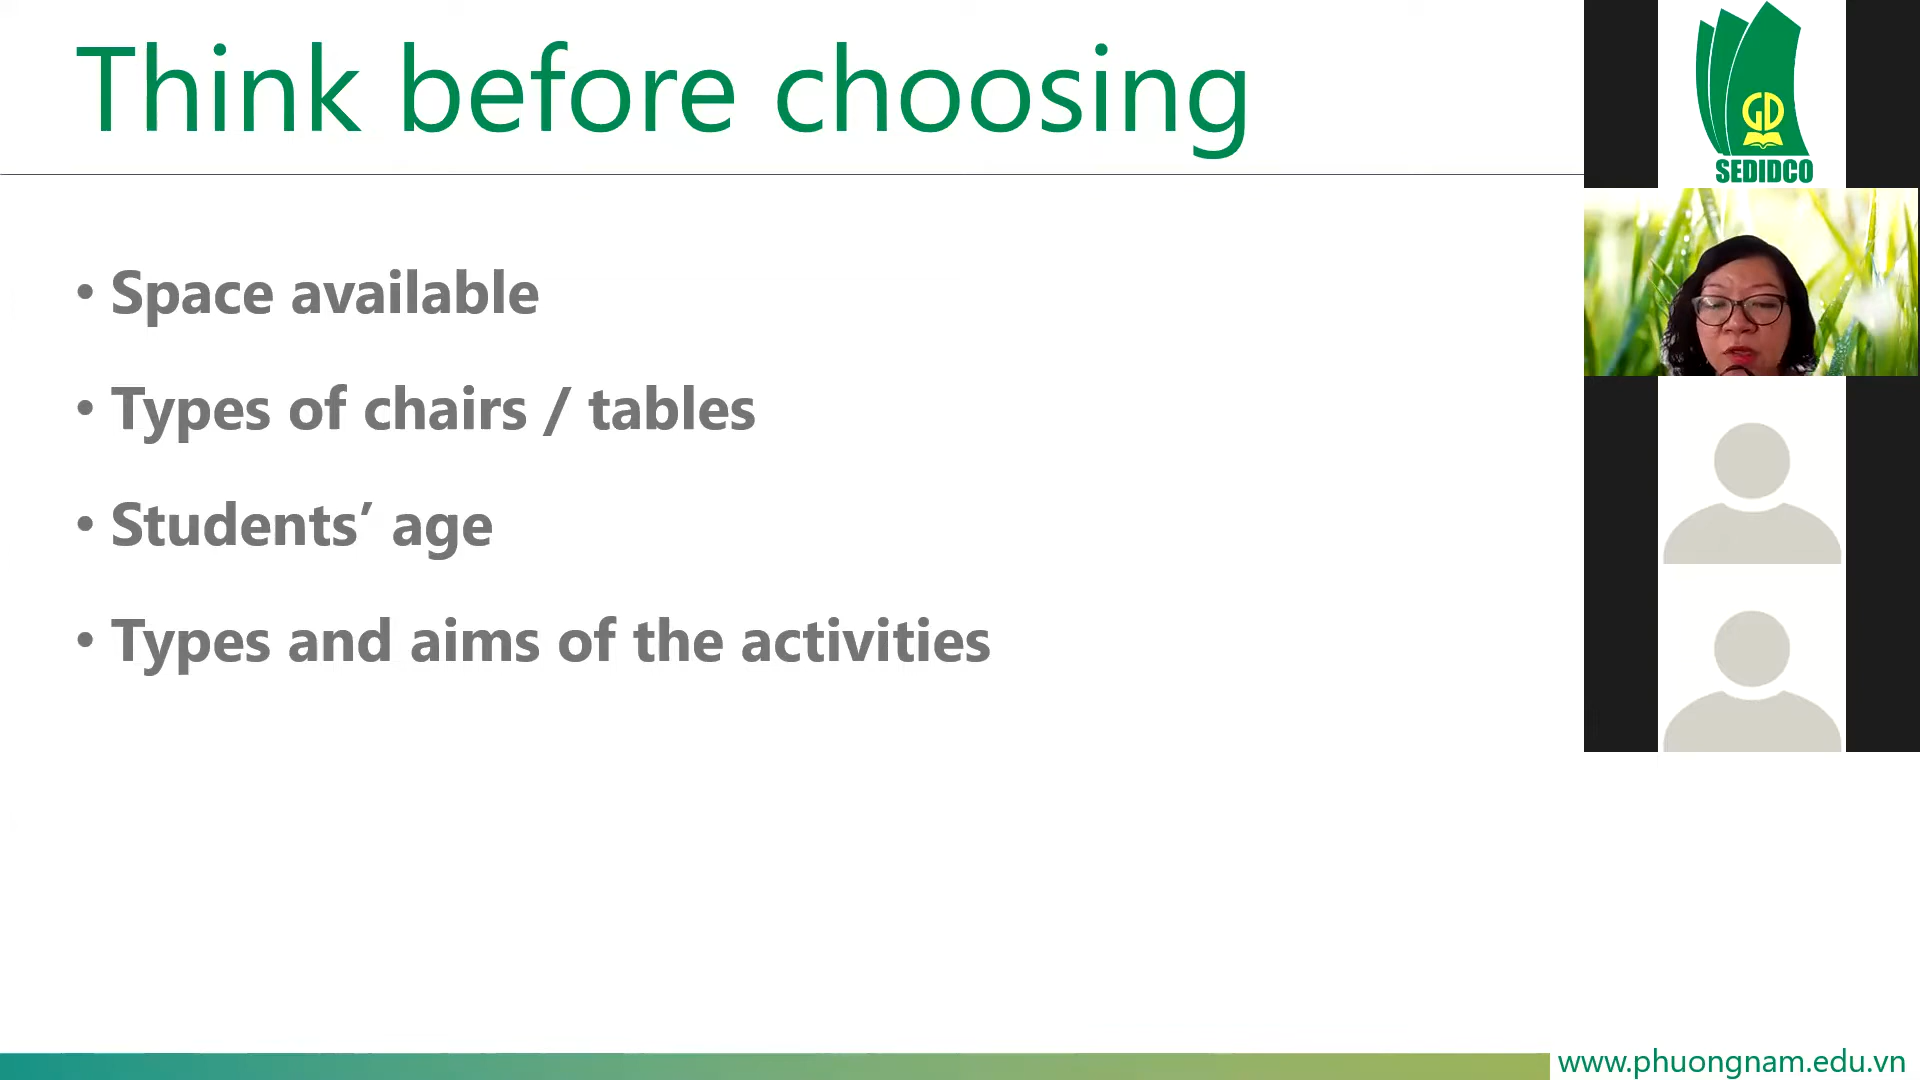 Think before choosing
• Space available
• Types of chairs / tables
• Students’ age
• Types and aims of the activities
GD
SEDIDCO
www.phuongnam.edu.vn